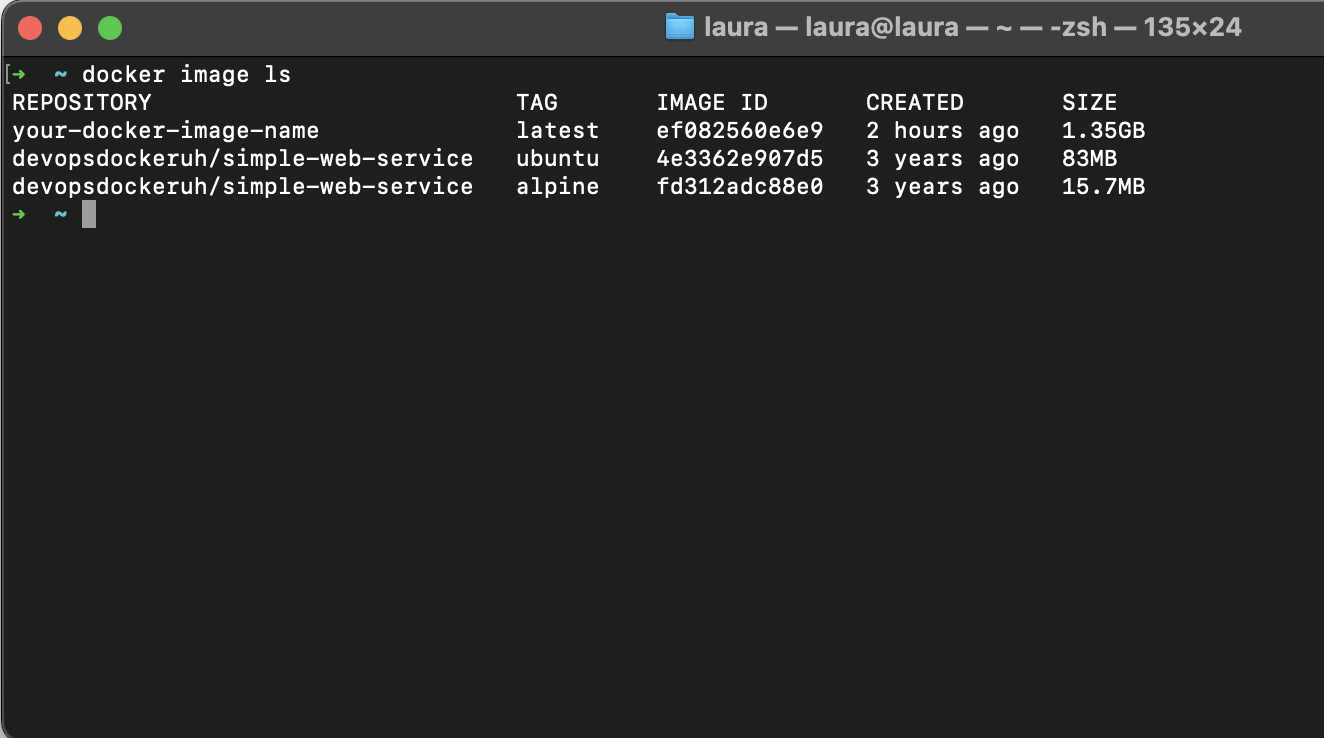 laura — laura@laura — ~ — -zsh — 135×24
[➜  ~ docker image ls
REPOSITORY                          TAG       IMAGE ID       CREATED       SIZE
your-docker-image-name              latest    ef082560e6e9   2 hours ago   1.35GB
devopsdockeruh/simple-web-service   ubuntu    4e3362e907d5   3 years ago   83MB
devopsdockeruh/simple-web-service   alpine    fd312adc88e0   3 years ago   15.7MB
➜  ~